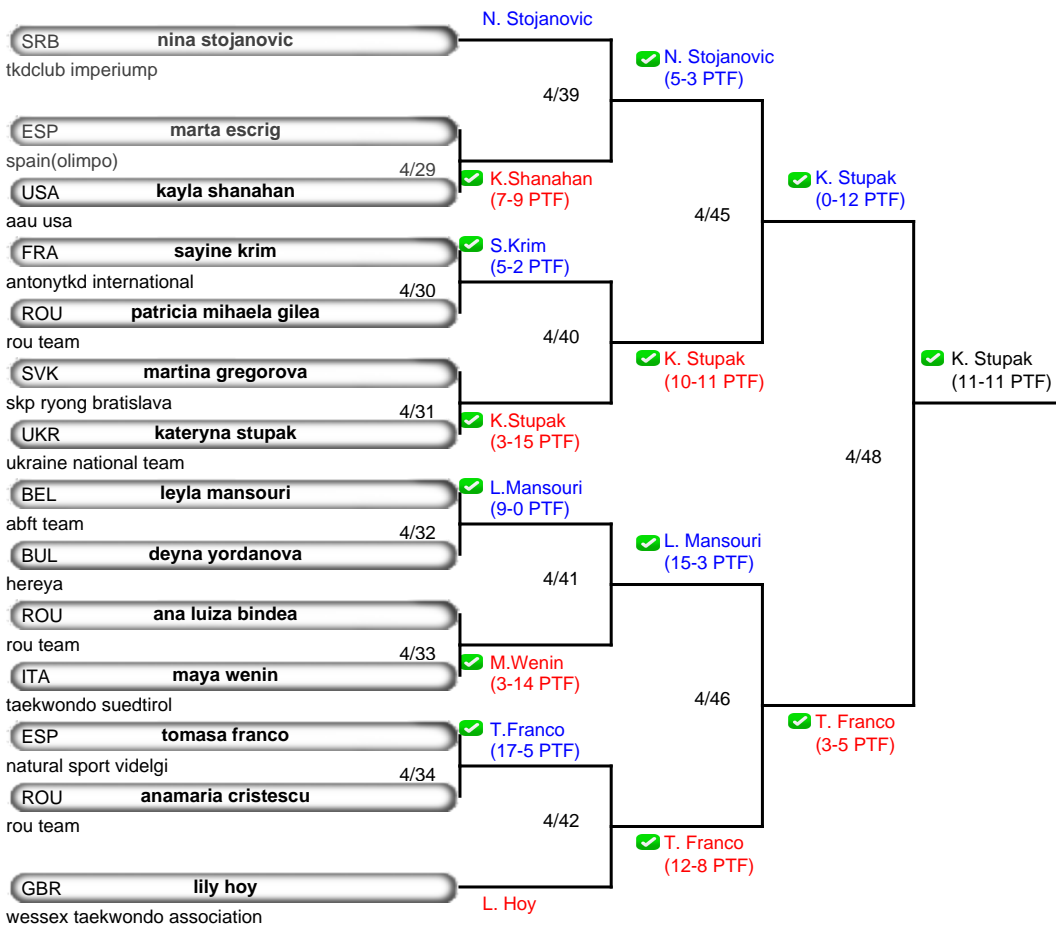 N. Stojanovic
SRB nina stojanovic
tkdclub imperiump
N. Stojanovic
(5-3 PTF)
4/39
ESP marta escrig
spain(olimpo)
4/29
USA kayla shanahan
aau usa
K.Shanahan
(7-9 PTF)
K. Stupak
(0-12 PTF)
4/45
FRA sayine krim
antonytkd international
S.Krim
(5-2 PTF)
4/30
ROU patricia mihaela gilea
rou team
4/40
K. Stupak
(10-11 PTF)
K. Stupak
(11-11 PTF)
SVK martina gregorova
skp ryong bratislava
4/31
UKR kateryna stupak
ukraine national team
K.Stupak
(3-15 PTF)
4/48
BEL leyla mansouri
abft team
L.Mansouri
(9-0 PTF)
4/32
BUL deyna yordanova
hereya
L. Mansouri
(15-3 PTF)
4/41
ROU ana luiza bindea
rou team
4/33
ITA maya wenin
taekwondo suedtirol
M.Wenin
(3-14 PTF)
4/46
T. Franco
(3-5 PTF)
ESP tomasa franco
natural sport videlgi
T.Franco
(17-5 PTF)
4/34
ROU anamaria cristescu
rou team
4/42
T. Franco
(12-8 PTF)
GBR lily hoy
wessex taekwondo association
L. Hoy